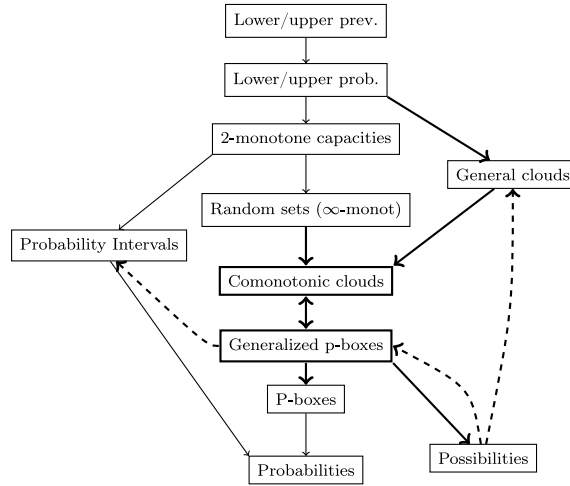 Lower/upper prev.
Lower/upper prob.
2-monotone capacities
General clouds
Random sets (∞-monot)
Probability Intervals
Comonotonic clouds
Generalized p-boxes
P-boxes
Possibilities
Probabilities